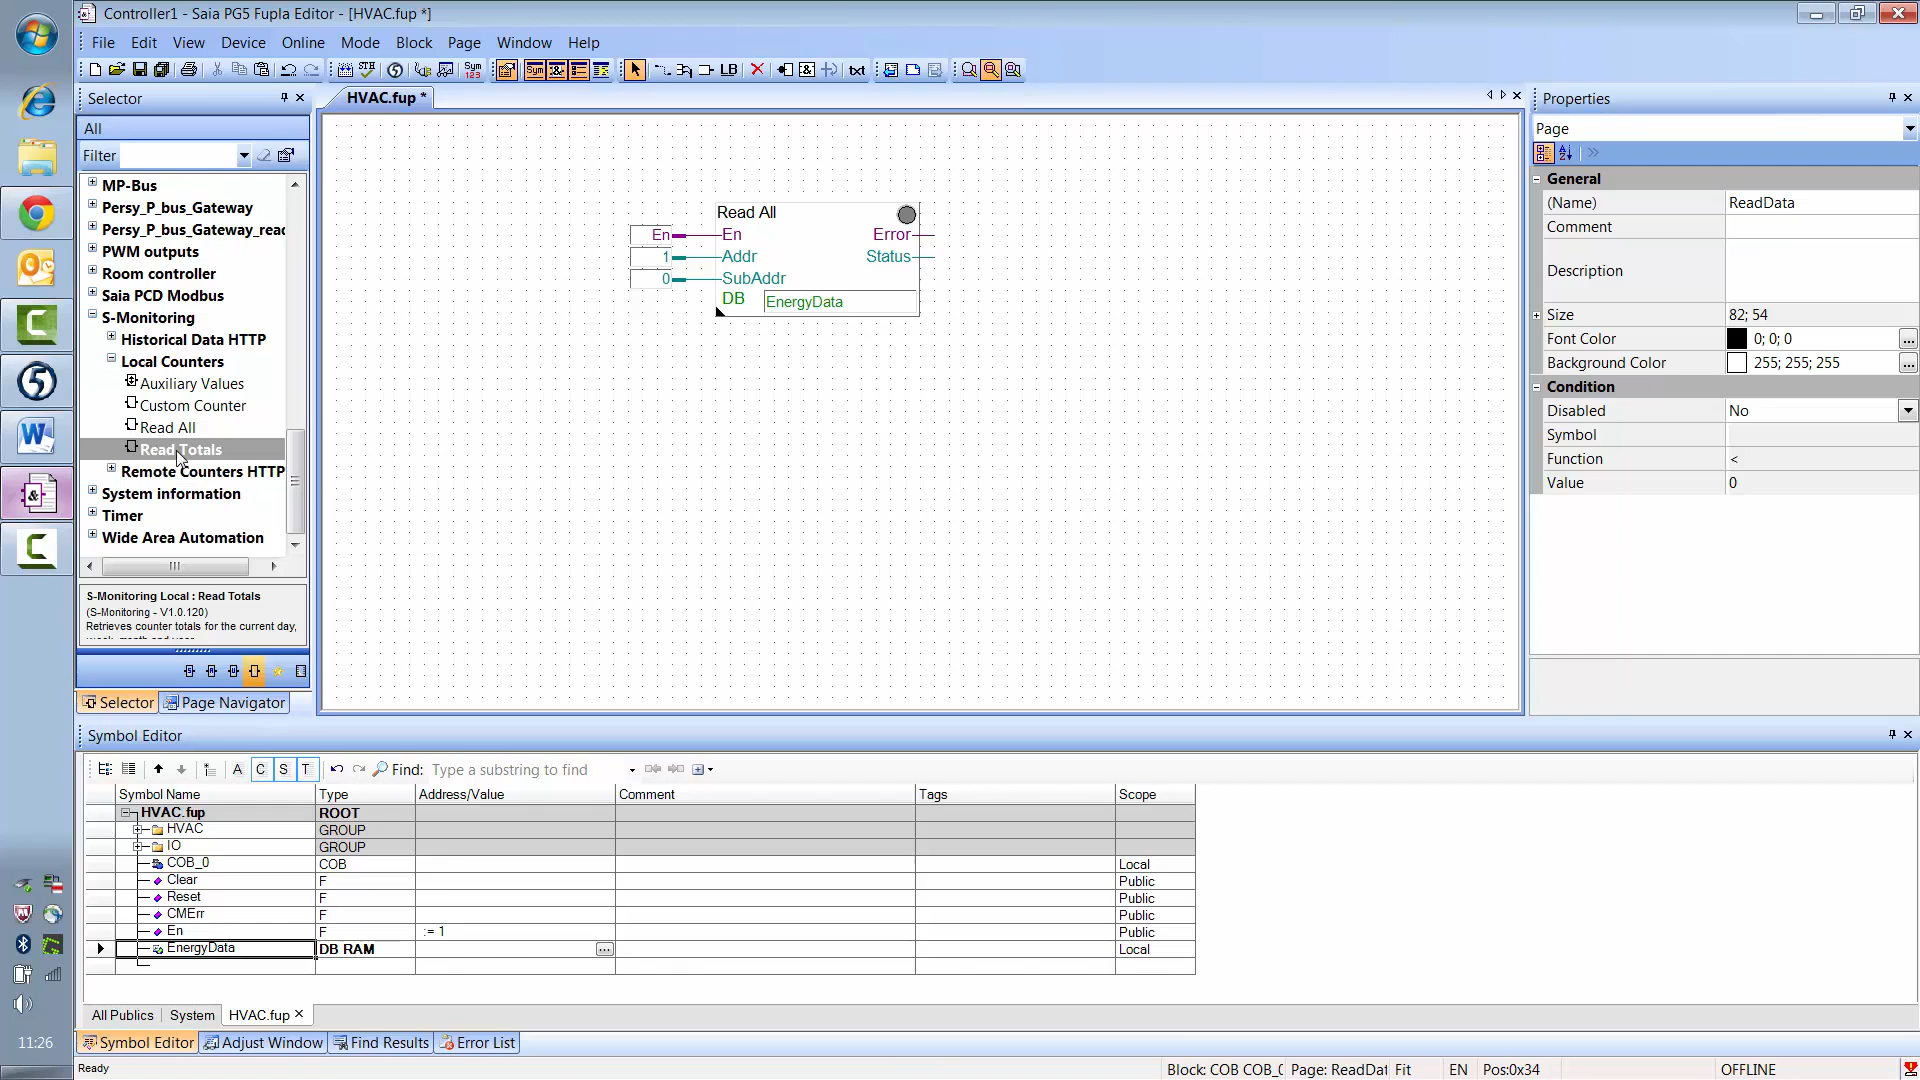 Controller1 - Saia PG5 Fupla Editor - [HVAC.fup *]
File Edit View Device Online Mode Block Page Window Help
Sym 123 Sym LB txt
Selector
HVAC.fup *
Properties
All
Page
Filter
MP-Bus
Persy_P_bus_Gateway
Persy_P_bus_Gateway_read
PWM outputs
Room controller
Saia PCD Modbus
S-Monitoring
Historical Data HTTP
Local Counters
Auxiliary Values
Custom Counter
Read All
Read Totals
Remote Counters HTTP
System information
Timer
Wide Area Automation
S-Monitoring Local : Read Totals
(S-Monitoring - V1.0.120)
Retrieves counter totals for the current day,
Selector Page Navigator
Read All
En En Error
1 Addr Status
0 SubAddr
DB EnergyData
General
(Name) ReadData
Comment
Description
Size 82; 54
Font Color 0; 0; 0
Background Color 255; 255; 255
Condition
Disabled No
Symbol
Function <
Value 0
Symbol Editor
A C S T Find: Type a substring to find
Symbol Name Type Address/Value Comment Tags Scope
HVAC.fup ROOT
HVAC GROUP
IO GROUP
COB_0 COB Local
Clear F Public
Reset F Public
CMErr F Public
En F := 1 Public
EnergyData DB RAM Local
All Publics System HVAC.fup
Symbol Editor Adjust Window Find Results Error List
11:26
Ready Block: COB COB_0 Page: ReadDat Fit EN Pos:0x34 OFFLINE